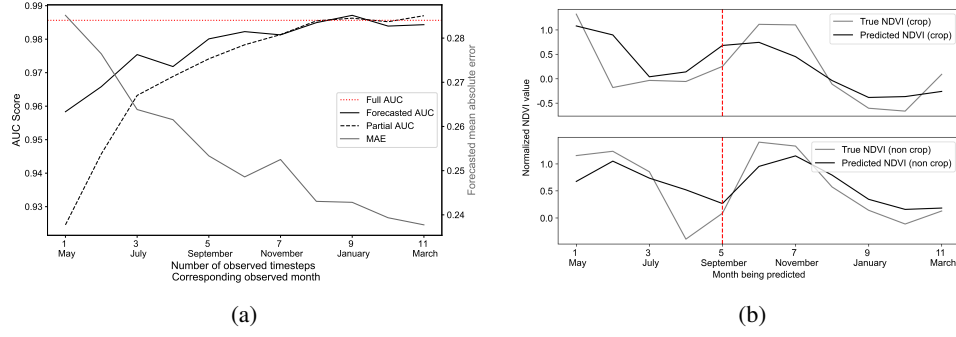 0.99
0.98
0.97
0.96
0.95
0.94
0.93
AUC Score
0.28
0.27
0.26
0.25
0.24
Forecasted mean absolute error
Full AUC
Forecasted AUC
Partial AUC
MAE
1 3 5 7 9 11
May July September November January March
Number of observed timesteps
Corresponding observed month
(a)
Normalized NDVI value
1.0
0.5
0.0
-0.5
True NDVI (crop)
Predicted NDVI (crop)
1.0
0.5
0.0
True NDVI (non crop)
Predicted NDVI (non crop)
1 3 5 7 9 11
May July September November January March
Month being predicted
(b)